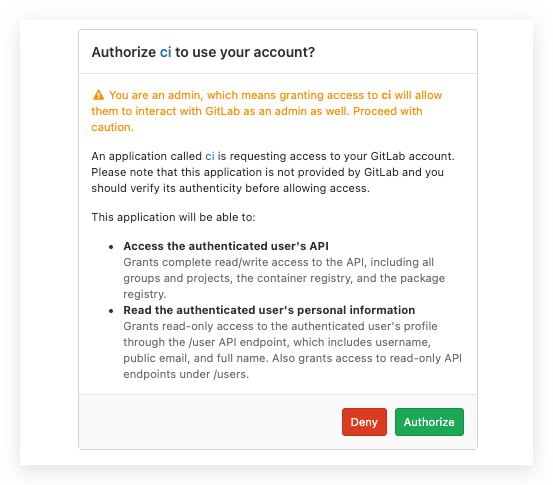 Authorize ci to use your account?
You are an admin, which means granting access to ci will allow
them to interact with GitLab as an admin as well. Proceed with
caution.
An application called ci is requesting access to your GitLab account.
Please note that this application is not provided by GitLab and you
should verify its authenticity before allowing access.
This application will be able to:
• Access the authenticated user's API
Grants complete read/write access to the API, including all
groups and projects, the container registry, and the package
registry.
• Read the authenticated user's personal information
Grants read-only access to the authenticated user's profile
through the /user API endpoint, which includes username,
public email, and full name. Also grants access to read-only API
endpoints under /users.
Deny Authorize